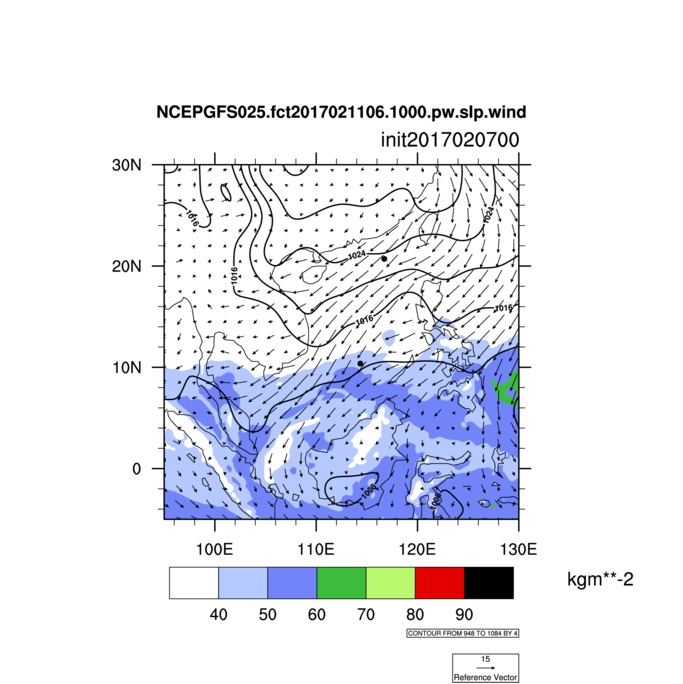 NCEPGFS025.fct2017021106.1000.pw.slp.wind
init2017020700
30N
20N
10N
0
1016
1016
1024
1024
1016
1016
1008
1008
100E
110E
120E
130E
kgm**-2
40
50
60
70
80
90
CONTOUR FROM 948 TO 1084 BY 4
15
Reference Vector